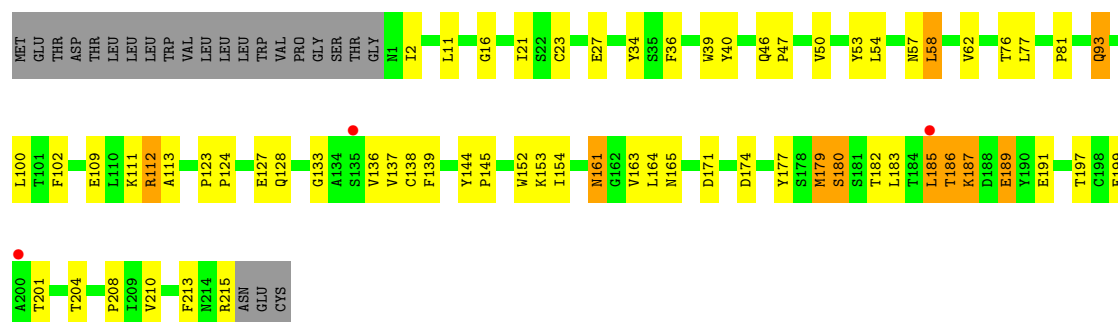 MET GLU THR ASP THR LEU LEU LEU TRP VAL LEU LEU LEU TRP VAL PRO GLY SER THR GLY N1 I2 L11 G16 I21 S22 C23 E27 Y34 S35 F36 W39 Y40 Q46 P47 V50 Y53 L54 N57 L58 V62 T76 L77 P81 Q93
L100 T101 F102 E109 L110 K111 R112 A113 P123 P124 E127 Q128 G133 A134 S135 V136 V137 C138 F139 Y144 P145 W152 K153 I154 N161 G162 V163 L164 N165 D171 D174 Y177 S178 M179 S180 S181 T182 L183 T184 L185 T186 K187 D188 E189 Y190 E191 T197 C198 E199
A200 T201 T204 P208 I209 V210 F213 N214 R215 ASN GLU CYS